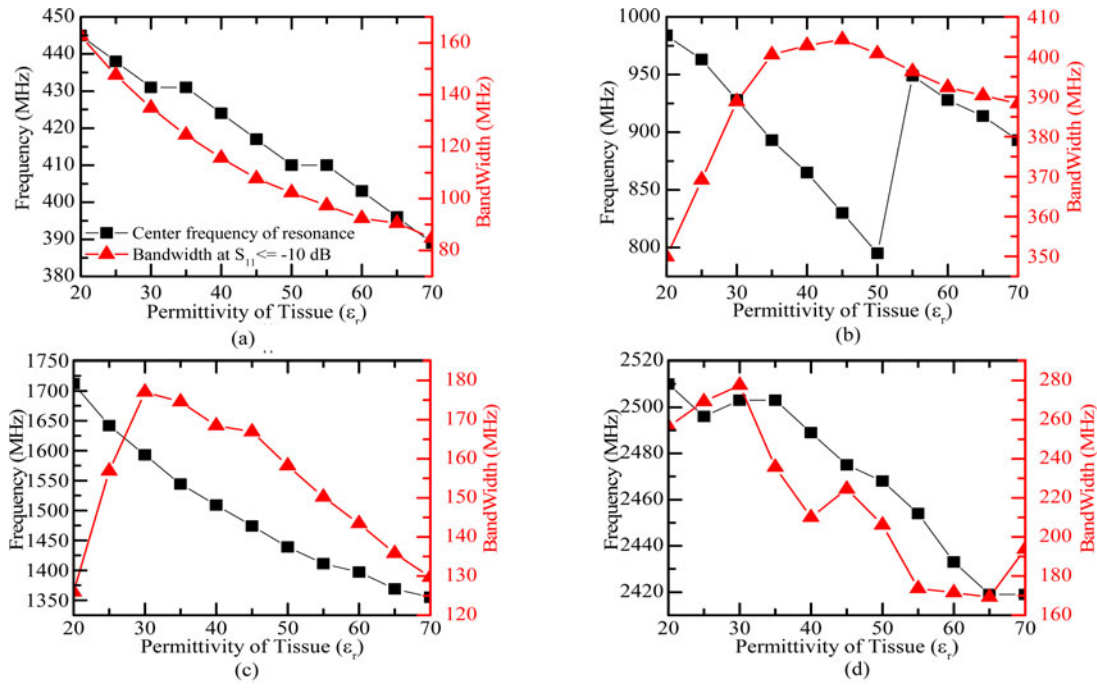 450
440
430
420
410
400
390
380
Frequency (MHz)
160
140
120
100
80
BandWidth (MHz)
Center frequency of resonance
Bandwidth at S11<= -10 dB
20 30 40 50 60 70
Permittivity of Tissue (εr)
(a)
1000
950
900
850
800
Frequency (MHz)
410
400
390
380
370
360
350
BandWidth (MHz)
20 30 40 50 60 70
Permittivity of Tissue (εr)
(b)
1750
1700
1650
1600
1550
1500
1450
1400
1350
Frequency (MHz)
180
170
160
150
140
130
120
BandWidth (MHz)
20 30 40 50 60 70
Permittivity of Tissue (εr)
(c)
2520
2500
2480
2460
2440
2420
Frequency (MHz)
280
260
240
220
200
180
160
BandWidth (MHz)
20 30 40 50 60 70
Permittivity of Tissue (εr)
(d)